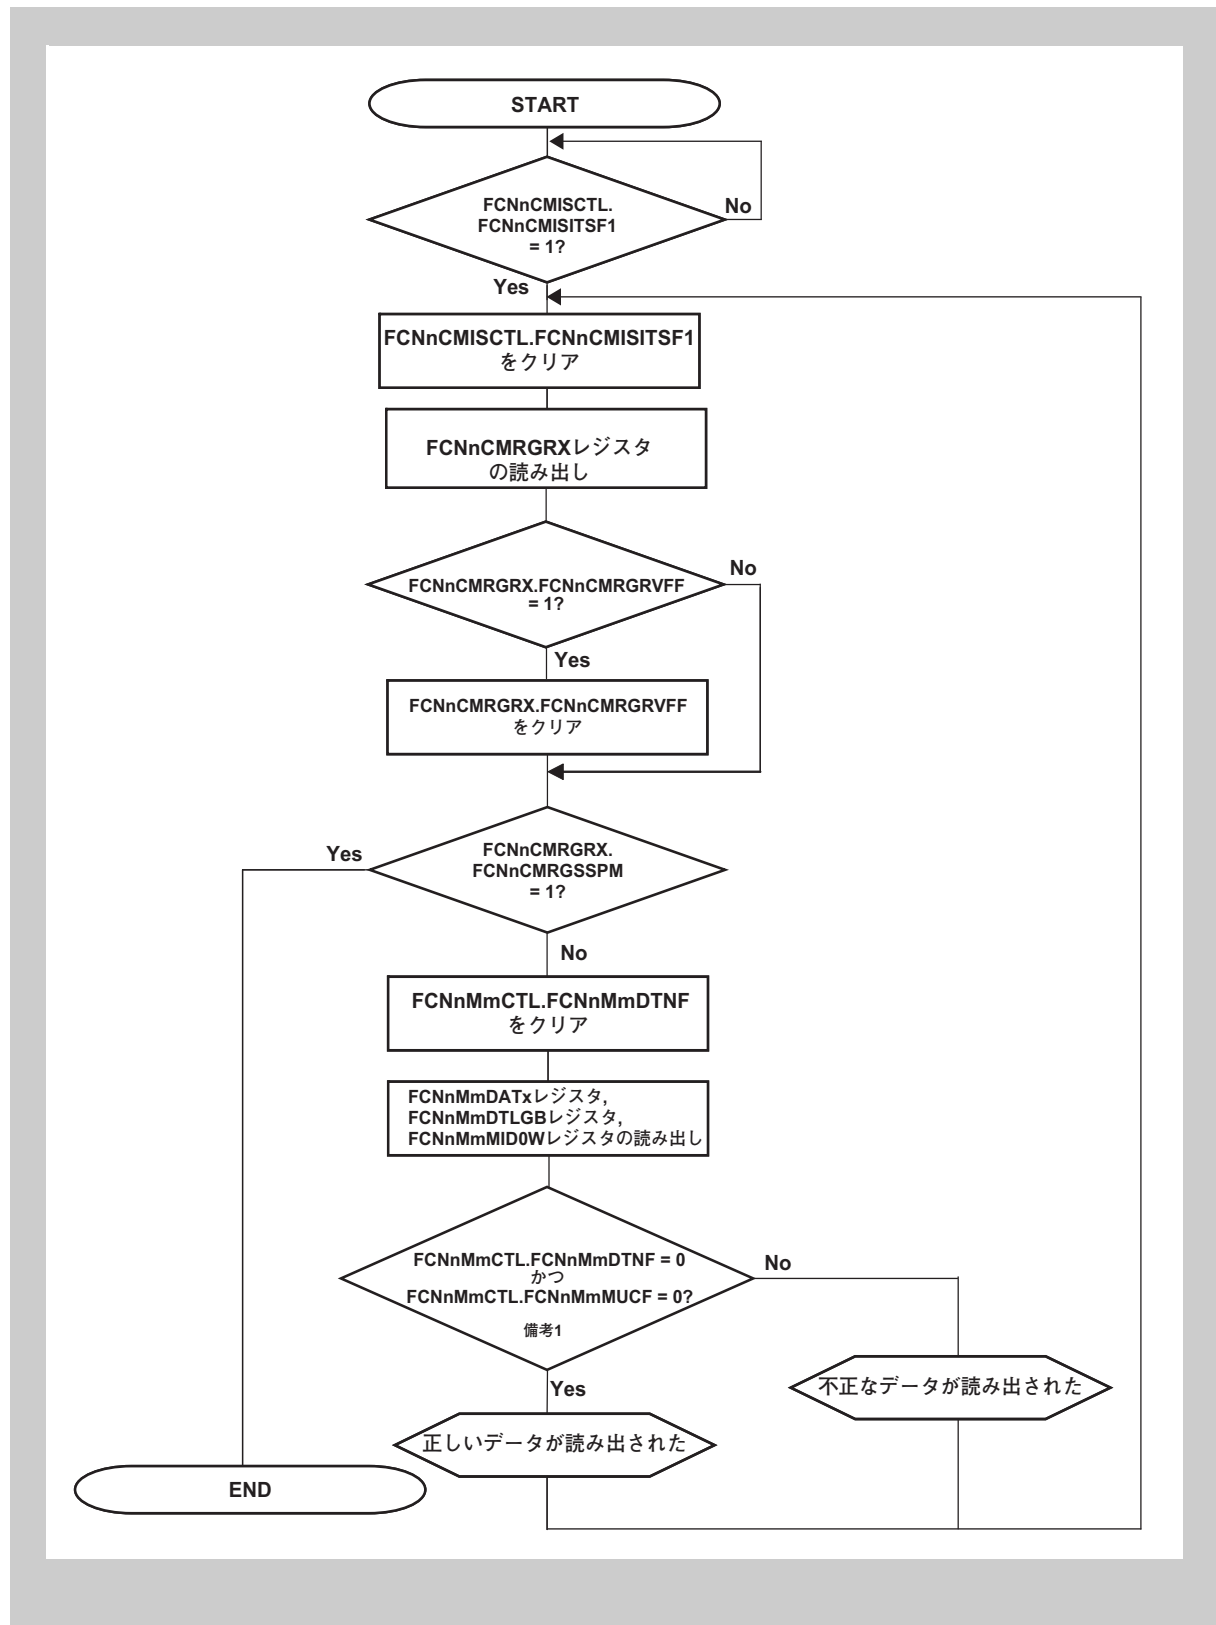 START
FCNnCMISCTL.
FCNnCMISITSF1
= 1?
No
Yes
FCNnCMISCTL.FCNnCMISITSF1
をクリア
FCNnCMRGRXレジスタ
の読み出し
FCNnCMRGRX.FCNnCMRGRVFF
= 1?
No
Yes
FCNnCMRGRX.FCNnCMRGRVFF
をクリア
FCNnCMRGRX.
FCNnCMRGSSPM
= 1?
Yes
No
FCNnMmCTL.FCNnMmDTNF
をクリア
FCNnMmDATxレジスタ,
FCNnMmDTLGBレジスタ,
FCNnMmMID0Wレジスタの読み出し
FCNnMmCTL.FCNnMmDTNF = 0
かつ
FCNnMmCTL.FCNnMmMUCF = 0?
備考1
No
Yes
不正なデータが読み出された
正しいデータが読み出された
END